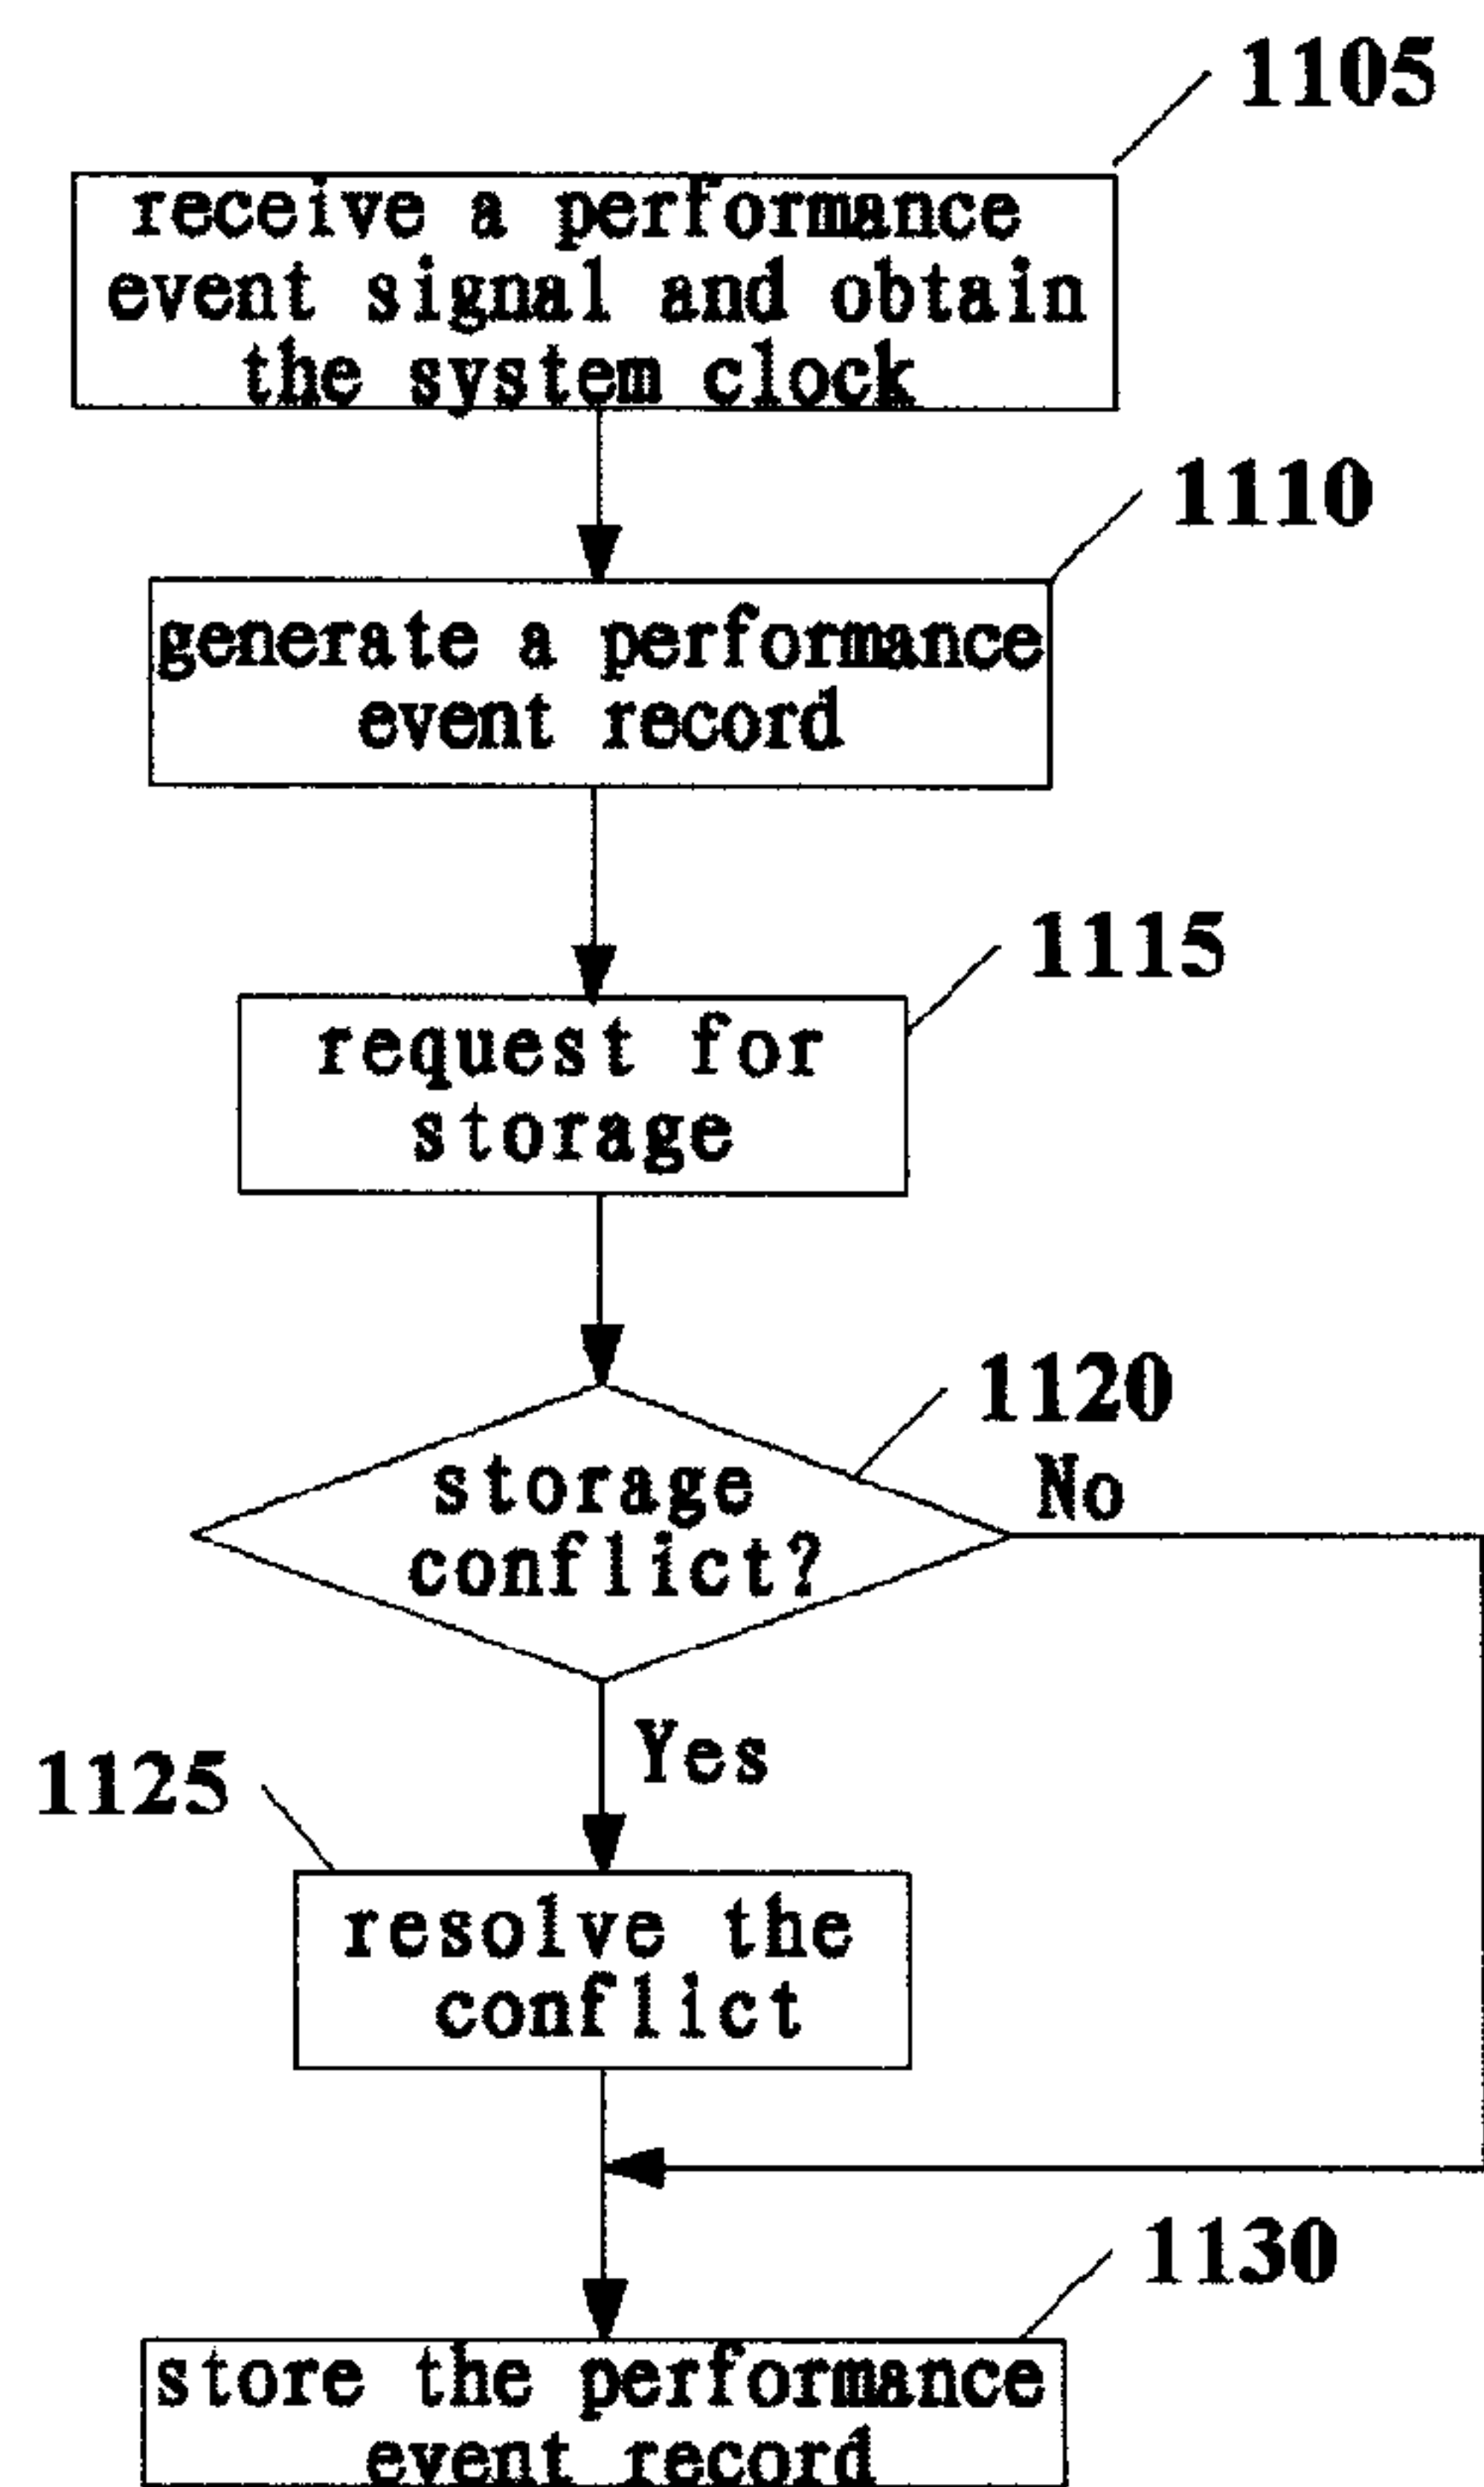 1105
receive a performance
event signal and obtain
the system clock
1110
generate a performance
event record
1115
request for
storage
1120
storage
conflict?
No
Yes
1125
resolve the
conflict
1130
store the performance
event record